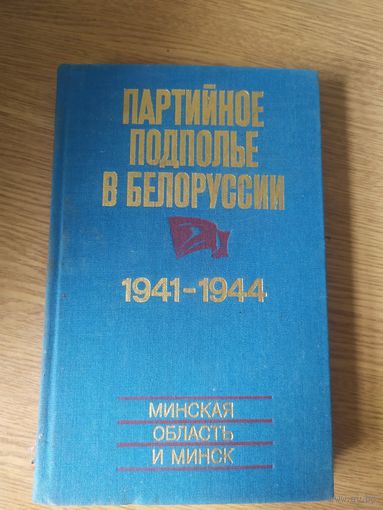 ПАРТИЙНОЕ
ПОДПОЛЬЕ
В БЕЛОРУССИИ
1941-1944
МИНСКАЯ
ОБЛАСТЬ
И МИНСК